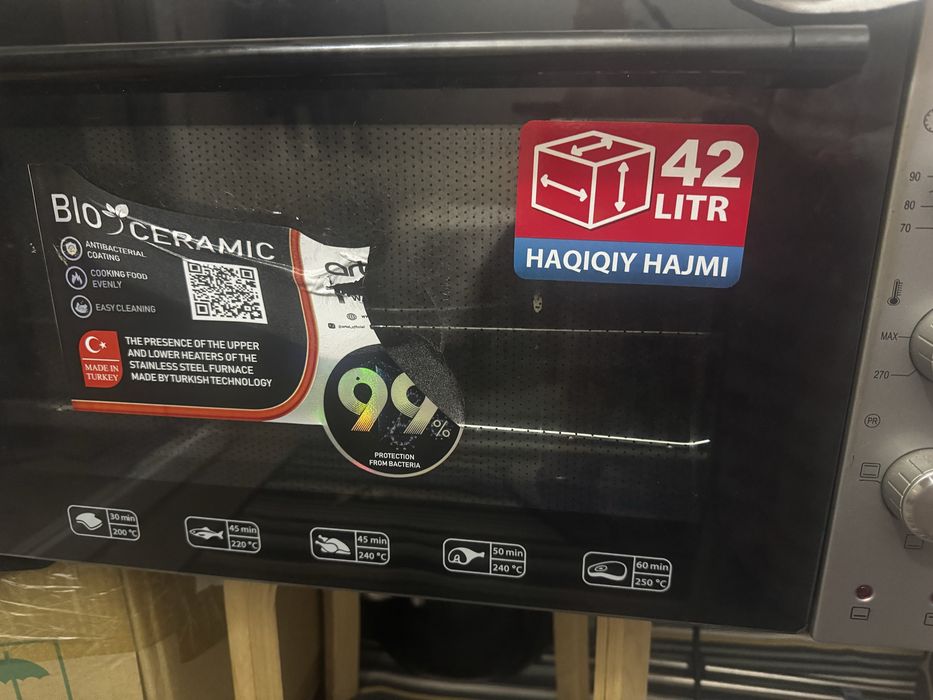 42
LITR
HAQIQIY HAJMI
BIO CERAMIC
ANTIBACTERIAL
COATING
COOKING FOOD
EVENLY
EASY CLEANING
MADE IN
TURKEY
THE PRESENCE OF THE UPPER
AND LOWER HEATERS OF THE
STAINLESS STEEL FURNACE
MADE BY TURKISH TECHNOLOGY
99%
PROTECTION
FROM BACTERIA
30 min
200 °C
45 min
220 °C
45 min
240 °C
50 min
240 °C
60 min
250 °C
90
80
70
MAX
270
PR